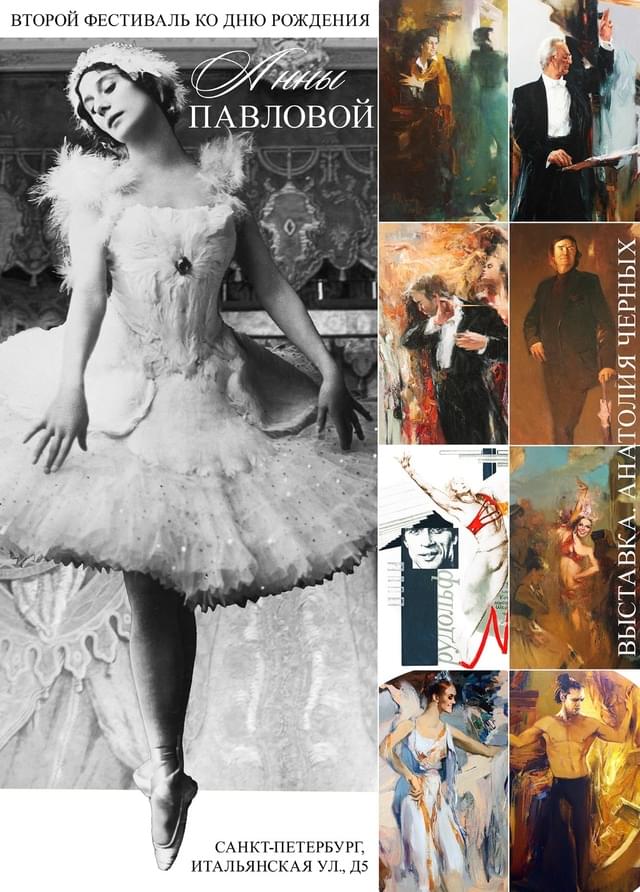 ВТОРОЙ ФЕСТИВАЛЬ КО ДНЮ РОЖДЕНИЯ
Анны
ПАВЛОВОЙ
ВЫСТАВКА. АНАТОЛИЯ ЧЕРНЫХ
рудольф
N
САНКТ-ПЕТЕРБУРГ,
ИТАЛЬЯНСКАЯ УЛ., Д5